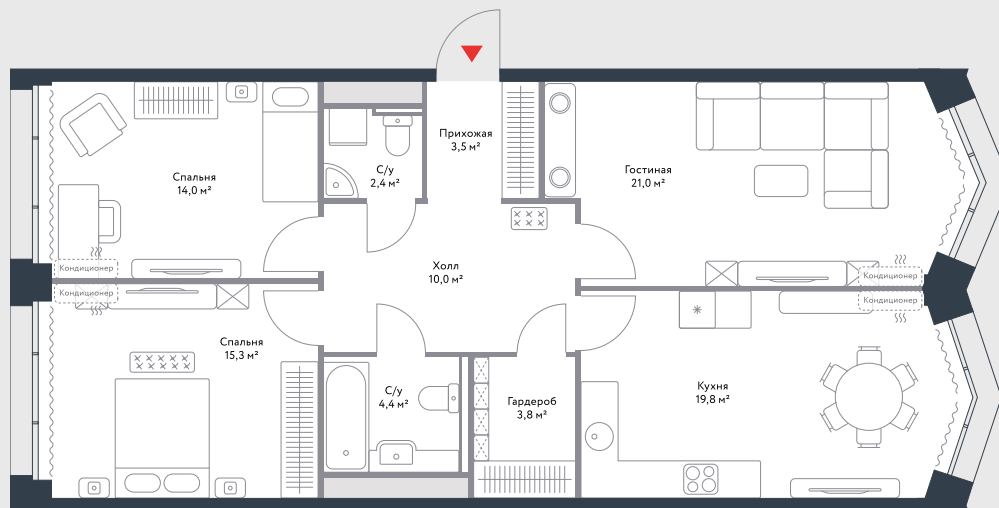 Прихожая
3,5 м²
С/у
2,4 м²
Спальня
14,0 м²
Гостиная
21,0 м²
Холл
10,0 м²
Кондиционер
Кондиционер
Кондиционер
Кондиционер
Спальня
15,3 м²
С/у
4,4 м²
Гардероб
3,8 м²
Кухня
19,8 м²